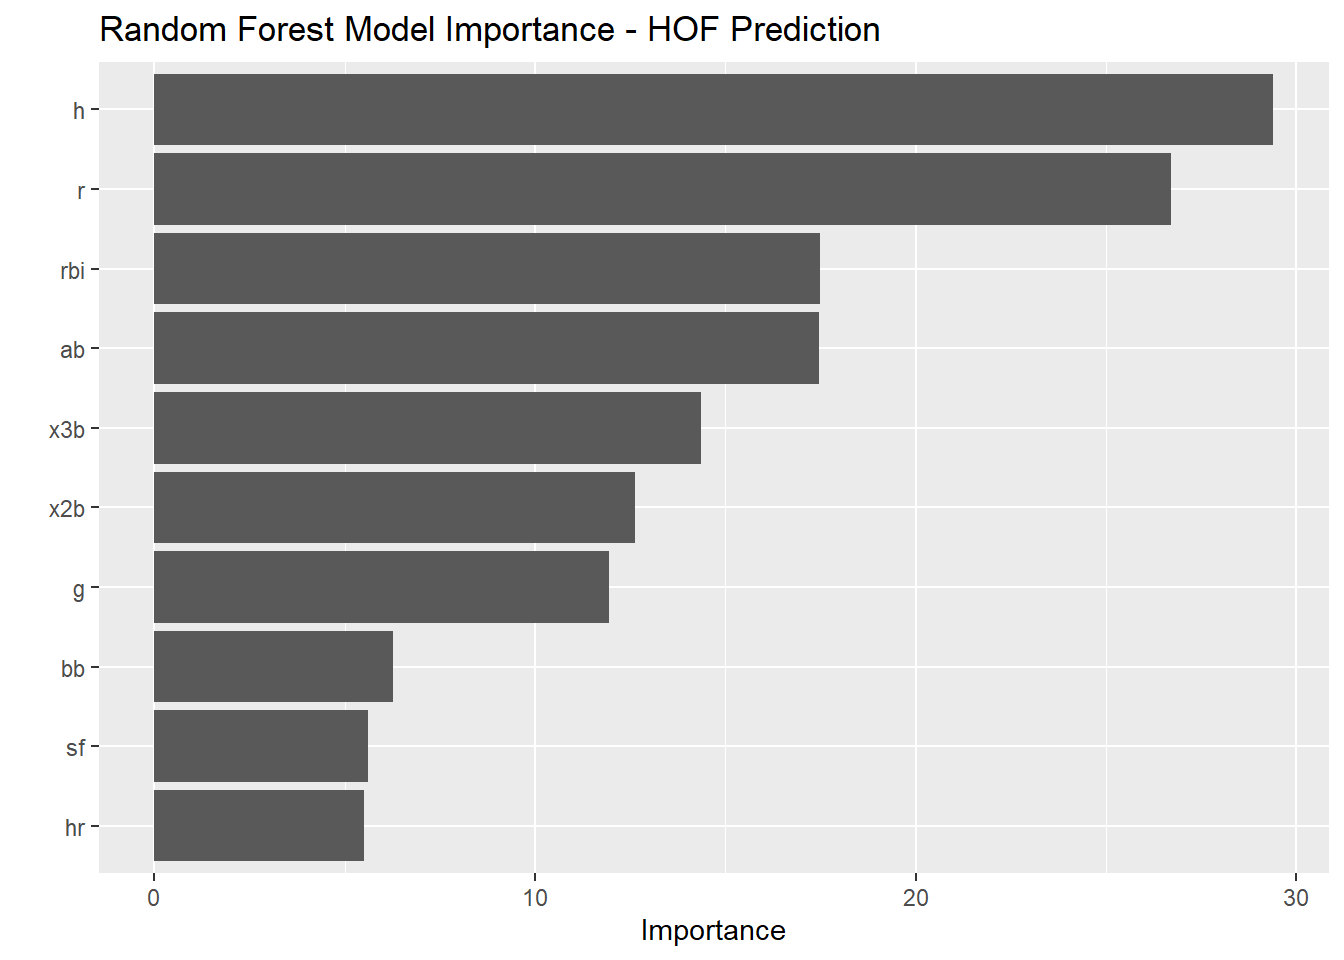 Random Forest Model Importance - HOF Prediction
h
r
rbi
ab
x3b
x2b
g
bb
sf
hr
0 10 20 30
Importance